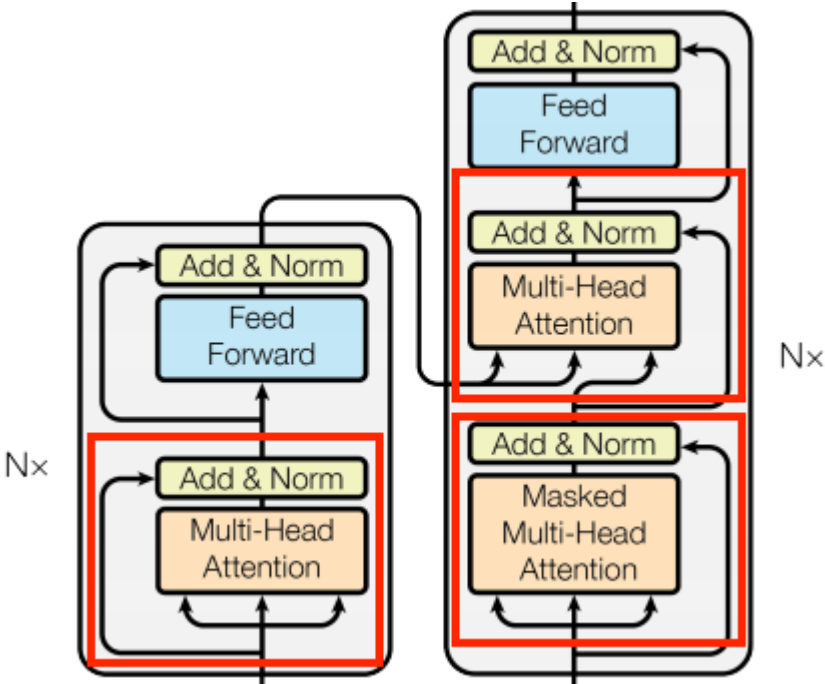 Add & Norm
Feed
Forward
Add & Norm
Multi-Head
Attention
Nx
Add & Norm
Feed
Forward
Add & Norm
Multi-Head
Attention
Nx
Add & Norm
Masked
Multi-Head
Attention